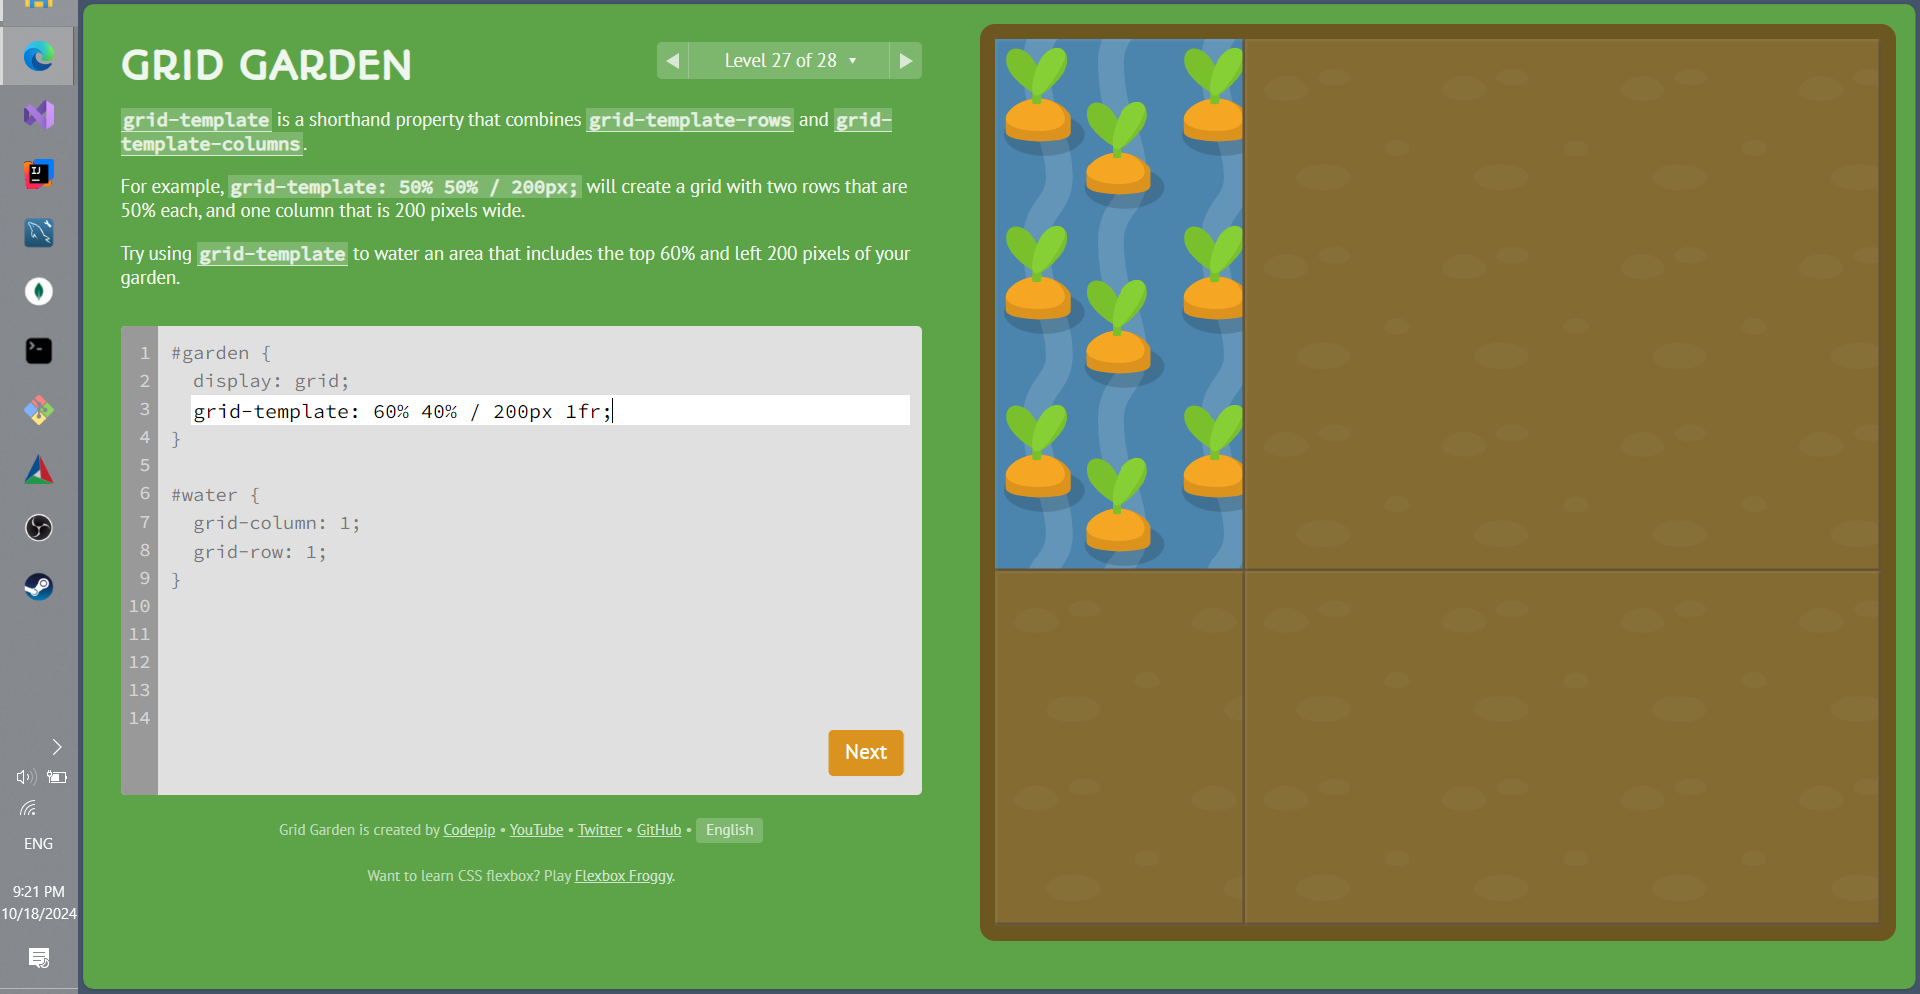 GRID GARDEN
◀ Level 27 of 28 ▼ ▶
grid-template is a shorthand property that combines grid-template-rows and grid-
template-columns.
For example, grid-template: 50% 50% / 200px; will create a grid with two rows that are
50% each, and one column that is 200 pixels wide.
Try using grid-template to water an area that includes the top 60% and left 200 pixels of your
garden.
1 #garden {
2 display: grid;
3 grid-template: 60% 40% / 200px 1fr;
4 }
5
6 #water {
7 grid-column: 1;
8 grid-row: 1;
9 }
10
11
12
13
14
Next
Grid Garden is created by Codepip • YouTube • Twitter • GitHub • English
Want to learn CSS flexbox? Play Flexbox Froggy.
IJ
ENG
9:21 PM
10/18/2024